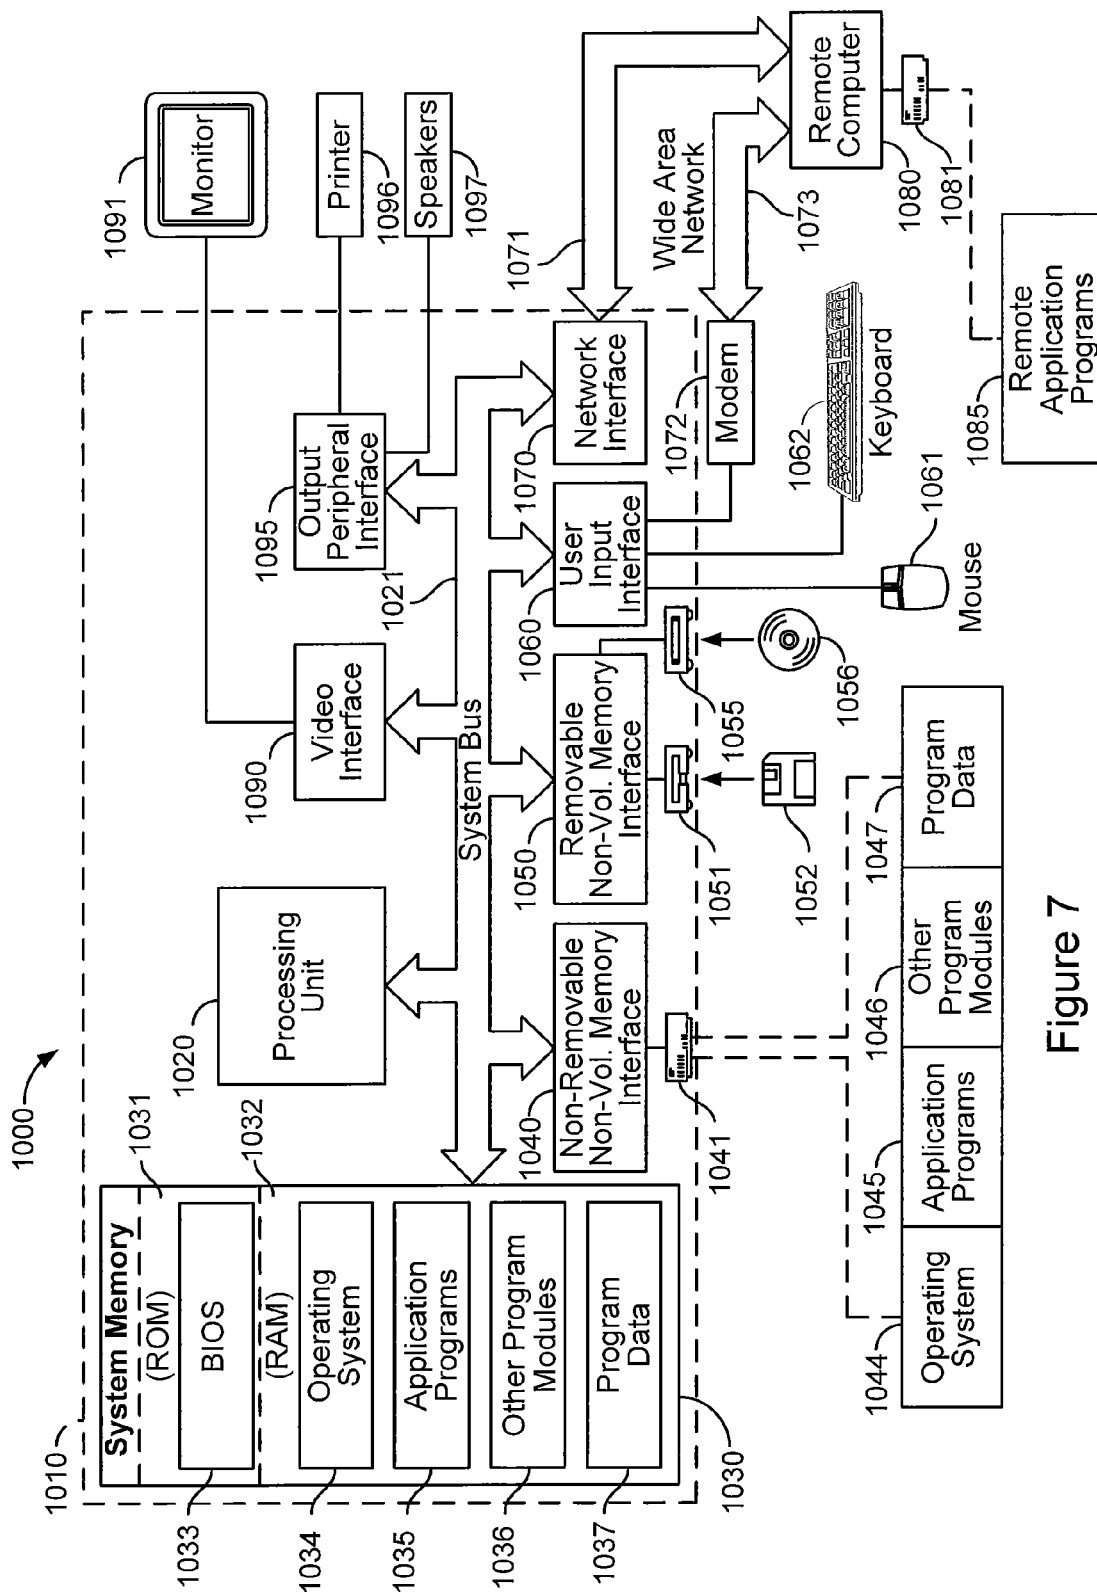 1000
1010
System Memory
(ROM)
1031
BIOS
1033
(RAM)
1032
Operating
System
1034
Application
Programs
1035
Other Program
Modules
1036
Program
Data
1037
1030
1020
Processing
Unit
1090
Video
Interface
1095
Output
Peripheral
Interface
1091
Monitor
Printer
1096
Speakers
1097
System Bus
1021
1040
Non-Removable
Non-Vol. Memory
Interface
1050
Removable
Non-Vol. Memory
Interface
1060
User
Input
Interface
1070
Network
Interface
1071
1041
1051
1055
1072
Modem
Wide Area
Network
1073
Remote
Computer
1080
1081
1052
1056
1062
Keyboard
1061
Mouse
1044
Operating
System
1045
Application
Programs
1046
Other
Program
Modules
1047
Program
Data
1085
Remote
Application
Programs
Figure 7